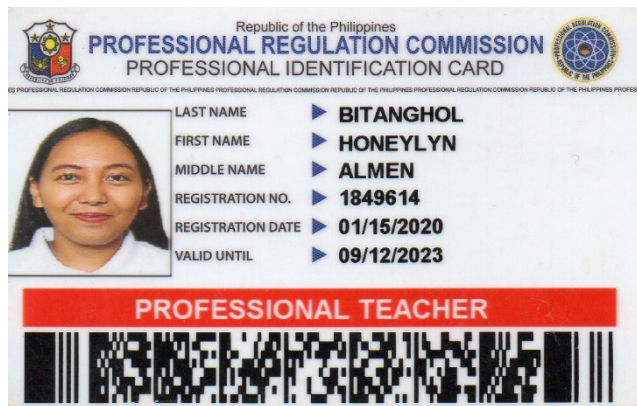 Republic of the Philippines
PROFESSIONAL REGULATION COMMISSION
PROFESSIONAL IDENTIFICATION CARD
LAST NAME BITANGHOL
FIRST NAME HONEYLYN
MIDDLE NAME ALMEN
REGISTRATION NO. 1849614
REGISTRATION DATE 01/15/2020
VALID UNTIL 09/12/2023
PROFESSIONAL TEACHER